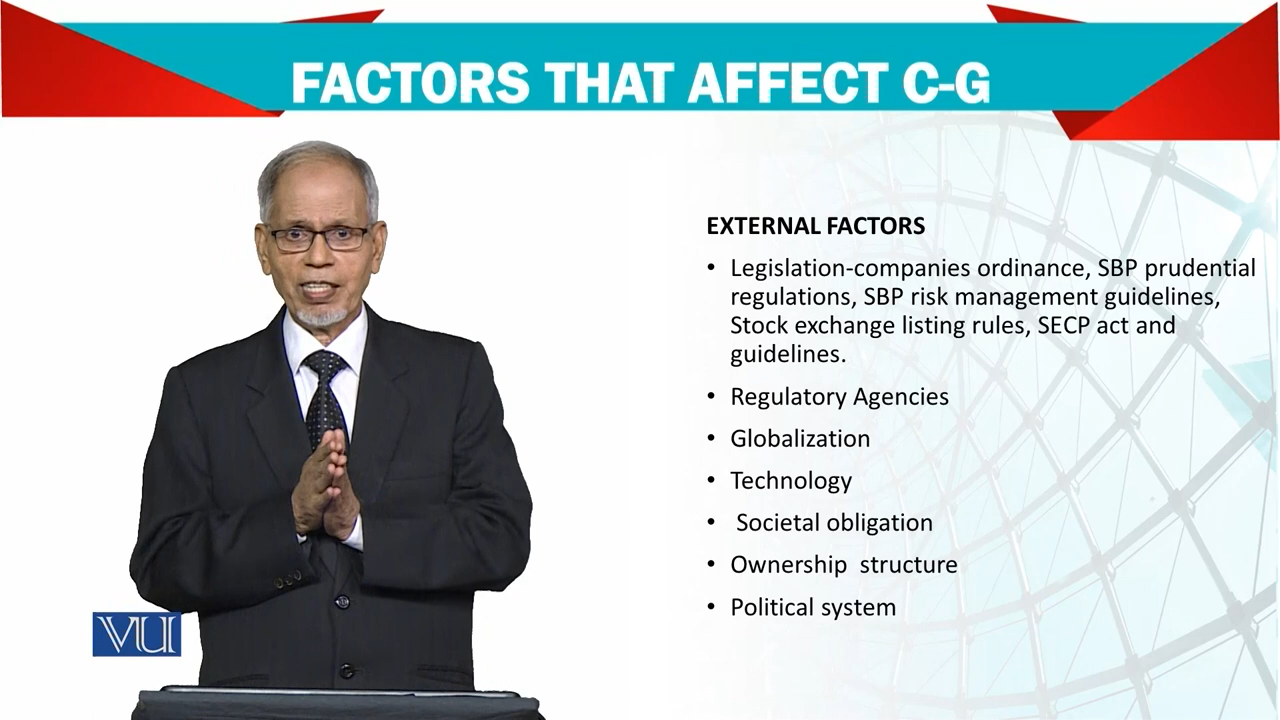 FACTORS THAT AFFECT C-G
EXTERNAL FACTORS
• Legislation-companies ordinance, SBP prudential
regulations, SBP risk management guidelines,
Stock exchange listing rules, SECP act and
guidelines.
• Regulatory Agencies
• Globalization
• Technology
• Societal obligation
• Ownership structure
• Political system
VU